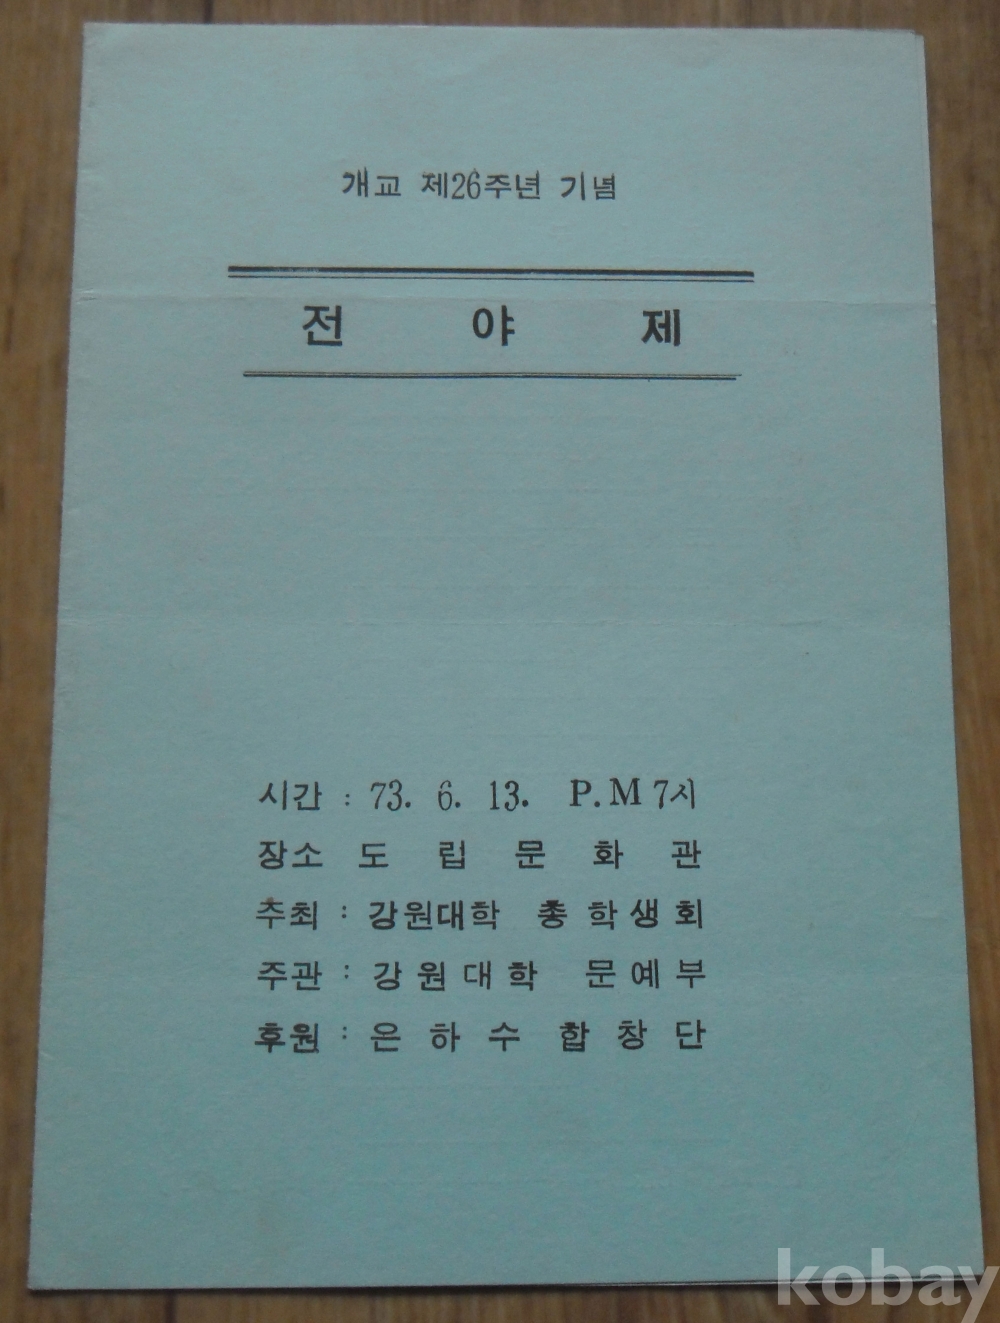 개교 제26주년 기념
전 야 제
시간 : 73. 6. 13. P.M 7시
장소 도 립 문 화 관
주최 : 강원대학 총학생회
주관 : 강원대학 문예부
후원 : 은 하 수 합 창 단
kobay